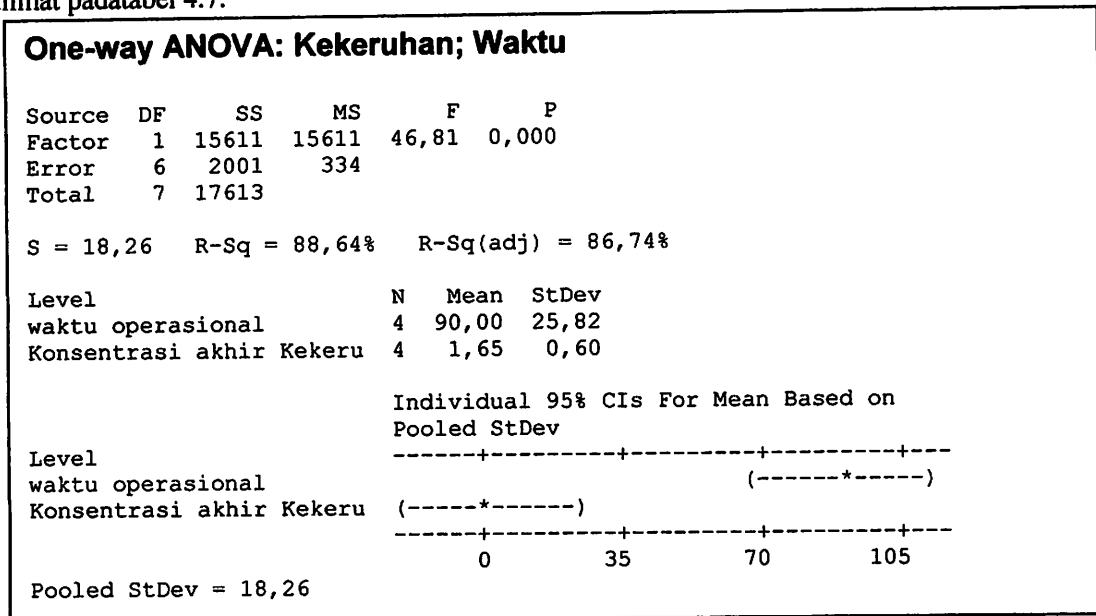 padatabel 4.7.
One-way ANOVA: Kekeruhan; Waktu
Source DF SS MS F P
Factor 1 15611 15611 46,81 0,000
Error 6 2001 334
Total 7 17613
S = 18,26 R-Sq = 88,64% R-Sq(adj) = 86,74%
Level N Mean StDev
waktu operasional 4 90,00 25,82
Konsentrasi akhir Kekeru 4 1,65 0,60
Individual 95% CIs For Mean Based on
Pooled StDev
Level ------+---------+---------+---------+---
waktu operasional (------*-----)
Konsentrasi akhir Kekeru (-----*------)
------+---------+---------+---------+---
0 35 70 105
Pooled StDev = 18,26